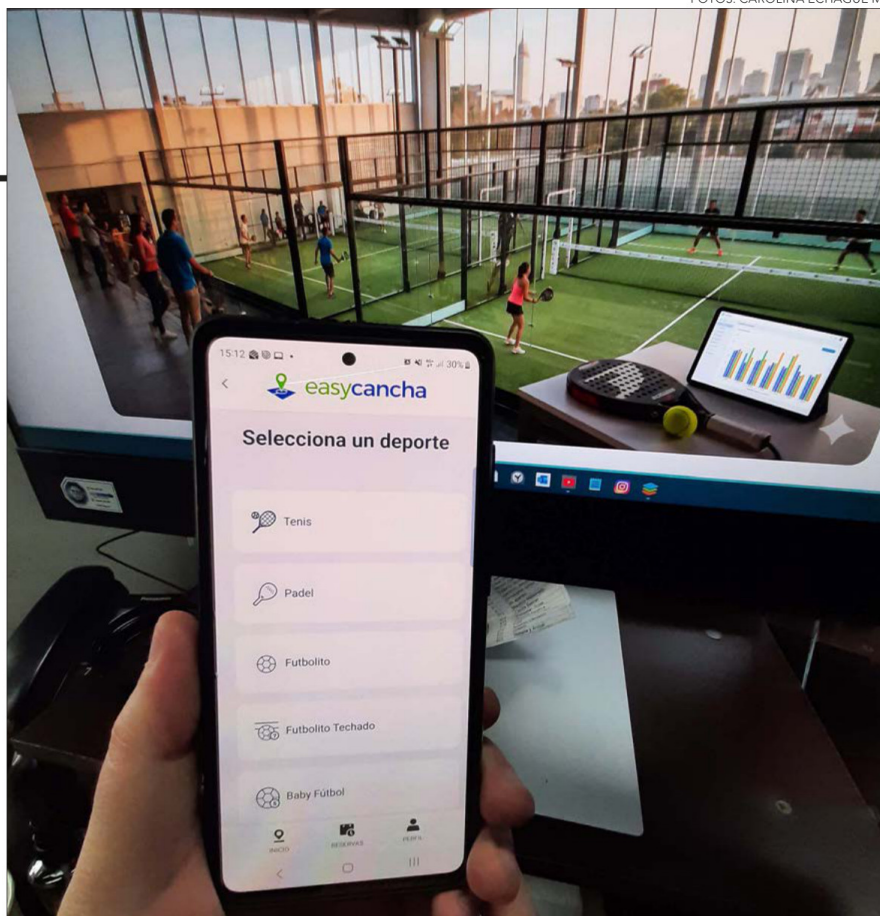 FOTOS: CAROLINA ECHAGÜE M
15:12
30%
easycancha
Selecciona un deporte
Tenis
Padel
Futbolito
Futbolito Techado
Baby Fútbol
INICIO
RESERVAS
PERFIL